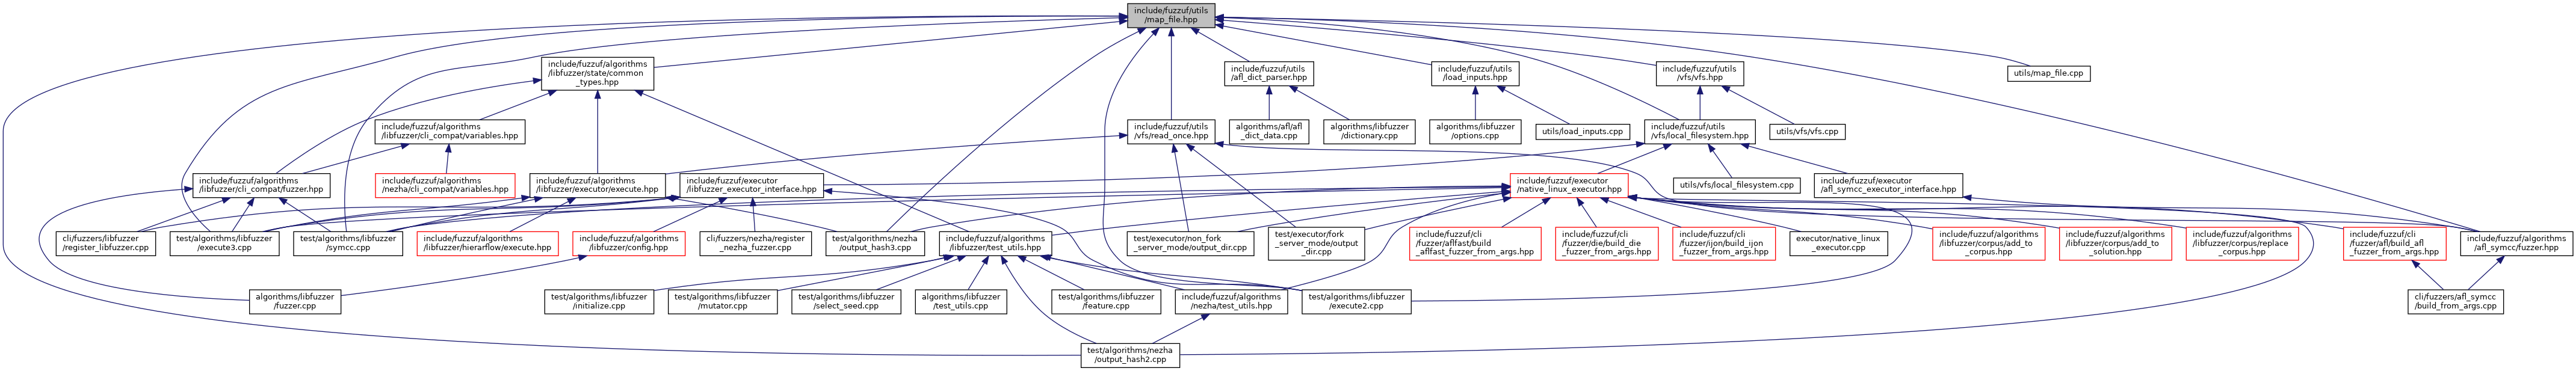 include/fuzzuf/utils
/map_file.hpp
include/fuzzuf/algorithms
/libfuzzer/state/common
_types.hpp
include/fuzzuf/utils
/afl_dict_parser.hpp
include/fuzzuf/utils
/load_inputs.hpp
include/fuzzuf/utils
/vfs/vfs.hpp
utils/map_file.cpp
include/fuzzuf/algorithms
/libfuzzer/cli_compat/variables.hpp
include/fuzzuf/utils
/vfs/read_once.hpp
algorithms/afl/afl
_dict_data.cpp
algorithms/libfuzzer
/dictionary.cpp
algorithms/libfuzzer
/options.cpp
utils/load_inputs.cpp
include/fuzzuf/utils
/vfs/local_filesystem.hpp
utils/vfs/vfs.cpp
include/fuzzuf/algorithms
/libfuzzer/cli_compat/fuzzer.hpp
include/fuzzuf/algorithms
/nezha/cli_compat/variables.hpp
include/fuzzuf/algorithms
/libfuzzer/executor/execute.hpp
include/fuzzuf/executor
/libfuzzer_executor_interface.hpp
include/fuzzuf/executor
/native_linux_executor.hpp
utils/vfs/local_filesystem.cpp
include/fuzzuf/executor
/afl_symcc_executor_interface.hpp
cli/fuzzers/libfuzzer
/register_libfuzzer.cpp
test/algorithms/libfuzzer
/execute3.cpp
test/algorithms/libfuzzer
/symcc.cpp
include/fuzzuf/algorithms
/libfuzzer/hierarflow/execute.hpp
include/fuzzuf/algorithms
/libfuzzer/config.hpp
cli/fuzzers/nezha/register
_nezha_fuzzer.cpp
test/algorithms/nezha
/output_hash3.cpp
include/fuzzuf/algorithms
/libfuzzer/test_utils.hpp
test/executor/non_fork
_server_mode/output_dir.cpp
test/executor/fork
_server_mode/output
_dir.cpp
include/fuzzuf/cli
/fuzzer/aflfast/build
_aflfast_fuzzer_from_args.hpp
include/fuzzuf/cli
/fuzzer/die/build_die
_fuzzer_from_args.hpp
include/fuzzuf/cli
/fuzzer/ijon/build_ijon
_fuzzer_from_args.hpp
executor/native_linux
_executor.cpp
include/fuzzuf/algorithms
/libfuzzer/corpus/add_to
_corpus.hpp
include/fuzzuf/algorithms
/libfuzzer/corpus/add_to
_solution.hpp
include/fuzzuf/algorithms
/libfuzzer/corpus/replace
_corpus.hpp
include/fuzzuf/cli
/fuzzer/afl/build_afl
_fuzzer_from_args.hpp
include/fuzzuf/algorithms
/afl_symcc/fuzzer.hpp
algorithms/libfuzzer
/fuzzer.cpp
test/algorithms/libfuzzer
/initialize.cpp
test/algorithms/libfuzzer
/mutator.cpp
test/algorithms/libfuzzer
/select_seed.cpp
algorithms/libfuzzer
/test_utils.cpp
test/algorithms/libfuzzer
/feature.cpp
include/fuzzuf/algorithms
/nezha/test_utils.hpp
test/algorithms/libfuzzer
/execute2.cpp
cli/fuzzers/afl_symcc
/build_from_args.cpp
test/algorithms/nezha
/output_hash2.cpp